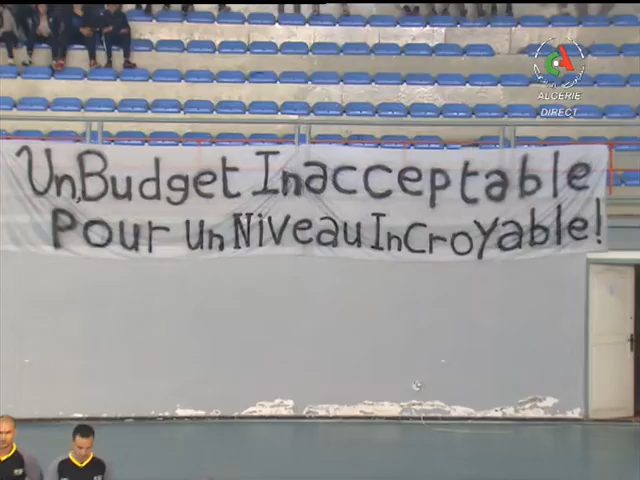 ALGERIE
DIRECT
Un Budget Inacceptable
Pour un Niveau Incroyable!